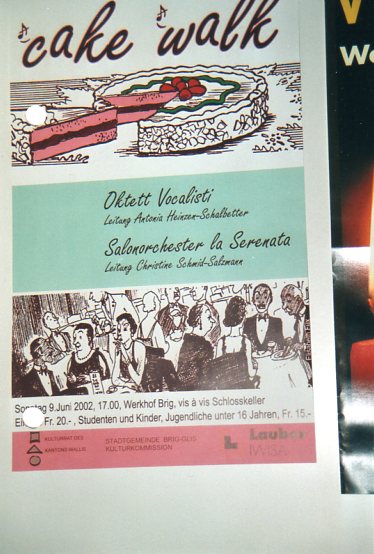 cake walk
Oktett Vocalisti
Leitung Antonia Heinzen-Schalbetter
Salonorchester la Serenata
Leitung Christine Schmid-Salzmann
Sonntag 9.Juni 2002, 17.00, Werkhof Brig, vis à vis Schlosskeller
Fr. 20.-, Studenten und Kinder, Jugendliche unter 16 Jahren, Fr. 15.-
KULTURRAT DES
KANTONS WALLIS
STADTGEMEINDE BRIG-GLIS
KULTURKOMMISSION
L
Lauber
IWISA
V
We